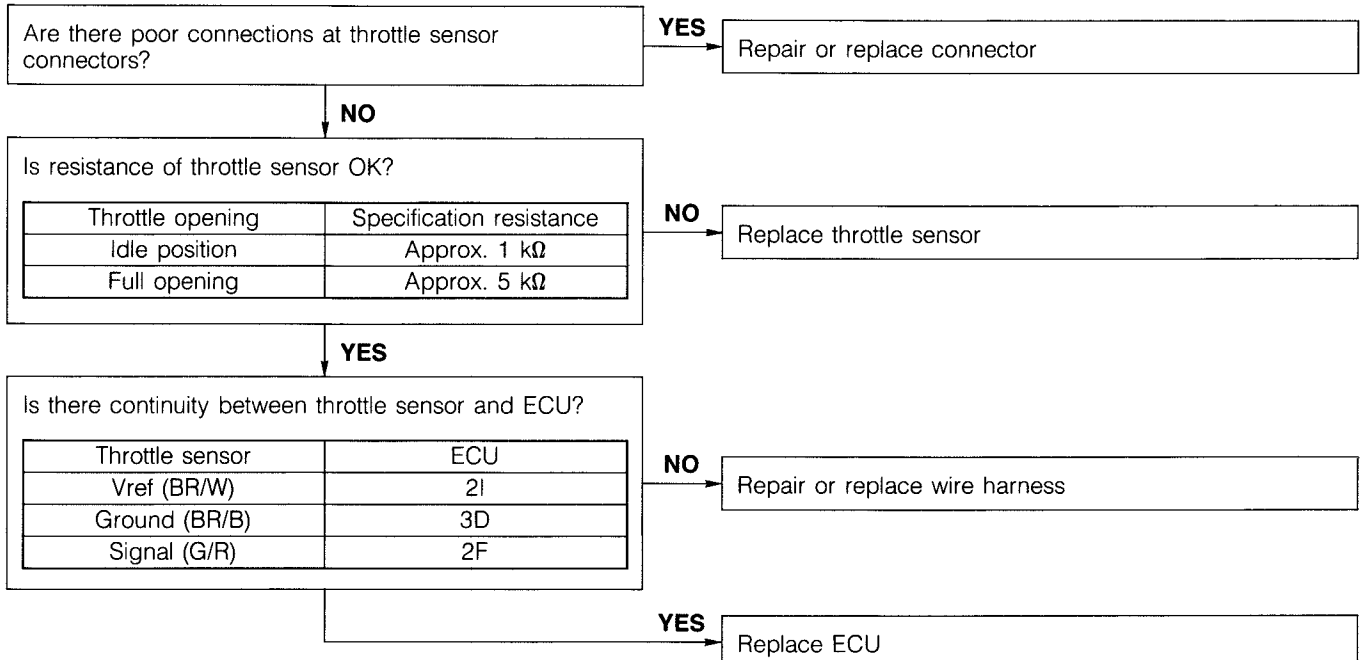 Are there poor connections at throttle sensor
connectors?
YES
Repair or replace connector
NO
Is resistance of throttle sensor OK?
Throttle opening Specification resistance
Idle position Approx. 1 kΩ
Full opening Approx. 5 kΩ
NO
Replace throttle sensor
YES
Is there continuity between throttle sensor and ECU?
Throttle sensor ECU
Vref (BR/W) 2I
Ground (BR/B) 3D
Signal (G/R) 2F
NO
Repair or replace wire harness
YES
Replace ECU